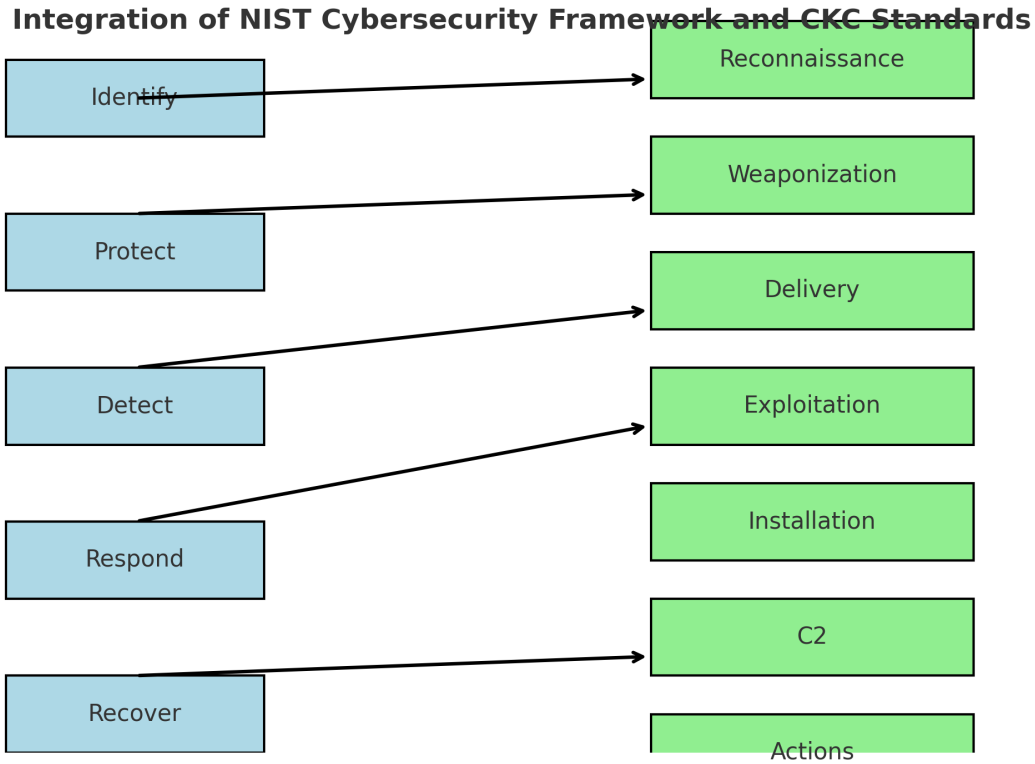 Integration of NIST Cybersecurity Framework and CKC Standards
Identify
Protect
Detect
Respond
Recover
Reconnaissance
Weaponization
Delivery
Exploitation
Installation
C2
Actions